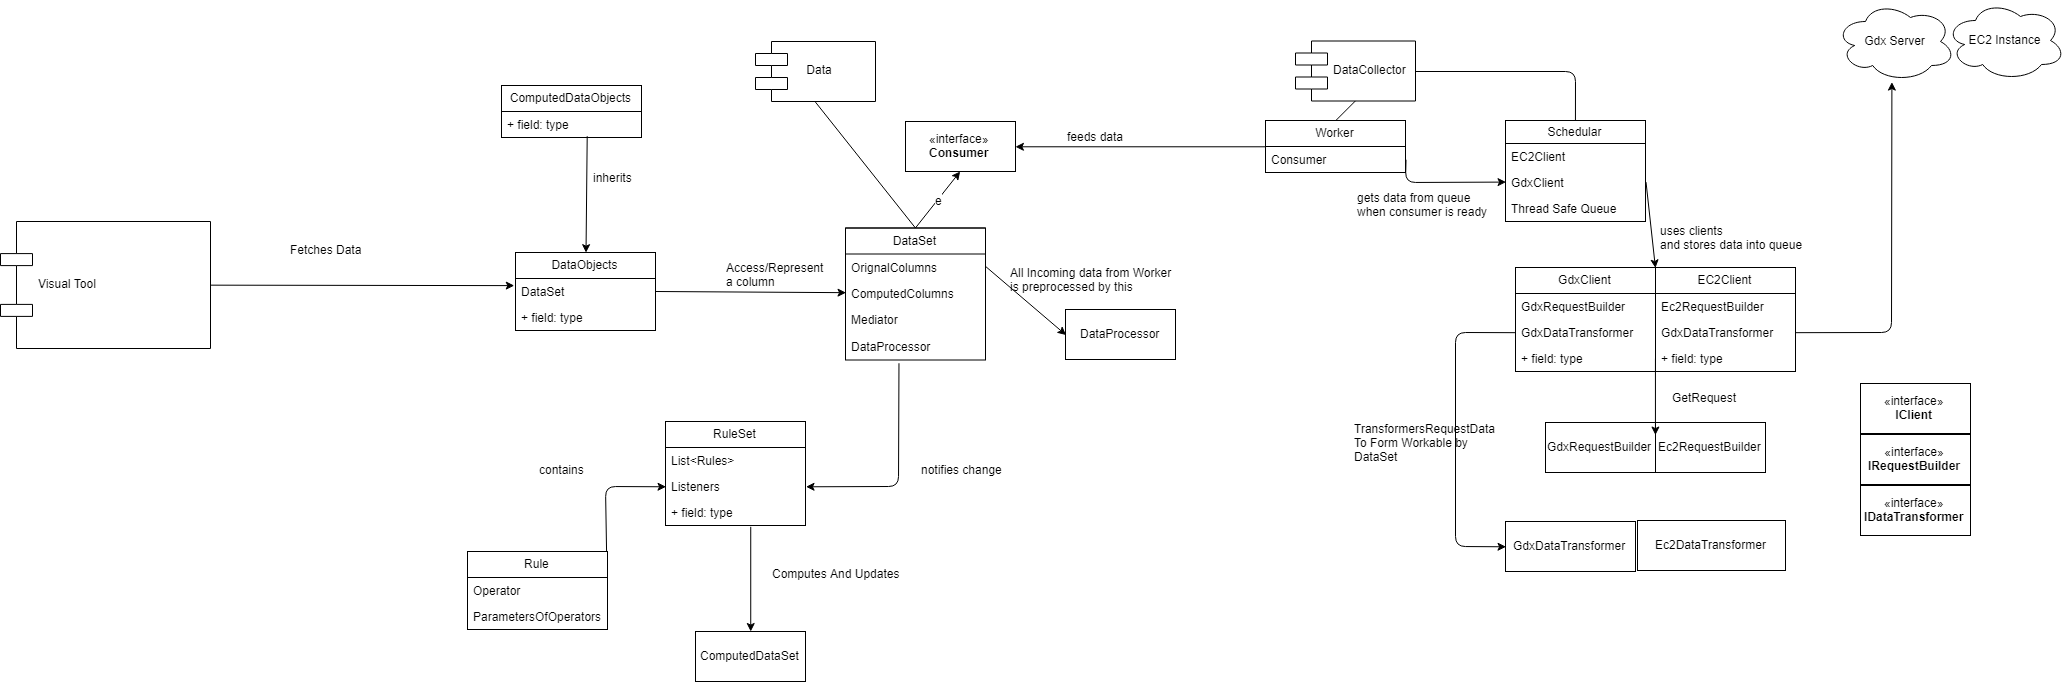 Gdx Server
EC2 Instance
Data
DataCollector
ComputedDataObjects
+ field: type
inherits
«interface»
Consumer
feeds data
Worker
Consumer
Schedular
EC2Client
GdxClient
Thread Safe Queue
gets data from queue
when consumer is ready
e
uses clients
and stores data into queue
Visual Tool
Fetches Data
DataObjects
DataSet
+ field: type
Access/Represent
a column
DataSet
OrignalColumns
ComputedColumns
Mediator
DataProcessor
All Incoming data from Worker
is preprocessed by this
DataProcessor
GdxClient
GdxRequestBuilder
GdxDataTransformer
+ field: type
EC2Client
Ec2RequestBuilder
GdxDataTransformer
+ field: type
GetRequest
GdxRequestBuilder
Ec2RequestBuilder
TransformersRequestData
To Form Workable by
DataSet
GdxDataTransformer
Ec2DataTransformer
«interface»
IClient
«interface»
IRequestBuilder
«interface»
IDataTransformer
RuleSet
List<Rules>
Listeners
+ field: type
contains
notifies change
Rule
Operator
ParametersOfOperators
Computes And Updates
ComputedDataSet